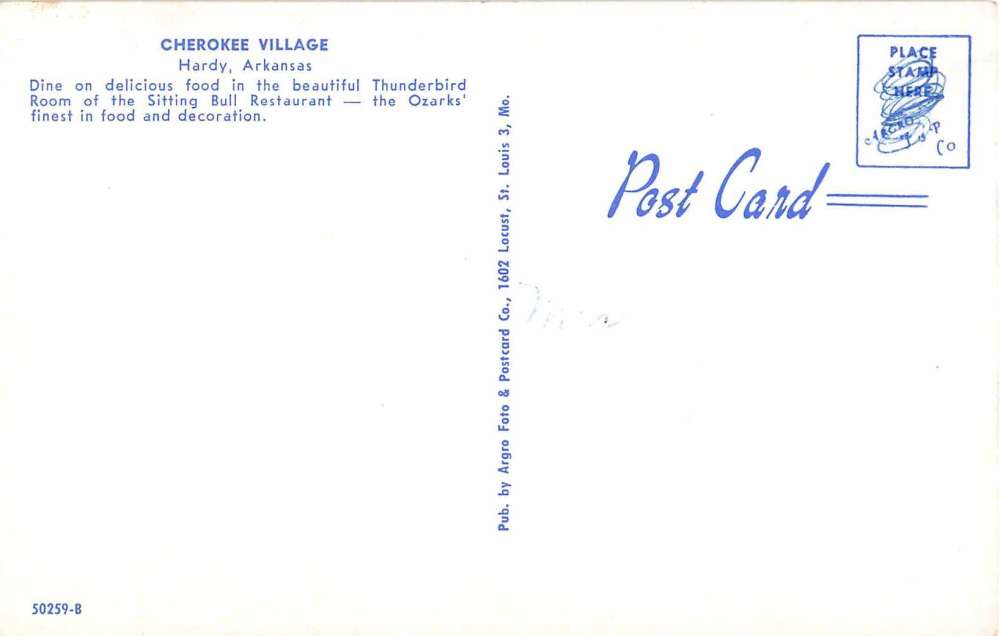 CHEROKEE VILLAGE
Hardy, Arkansas
Dine on delicious food in the beautiful Thunderbird
Room of the Sitting Bull Restaurant — the Ozarks'
finest in food and decoration.
Pub. by Argro Foto & Postcard Co., 1602 Locust, St. Louis 3, Mo.
PLACE
STAMP
HERE
Post Card
50259-B